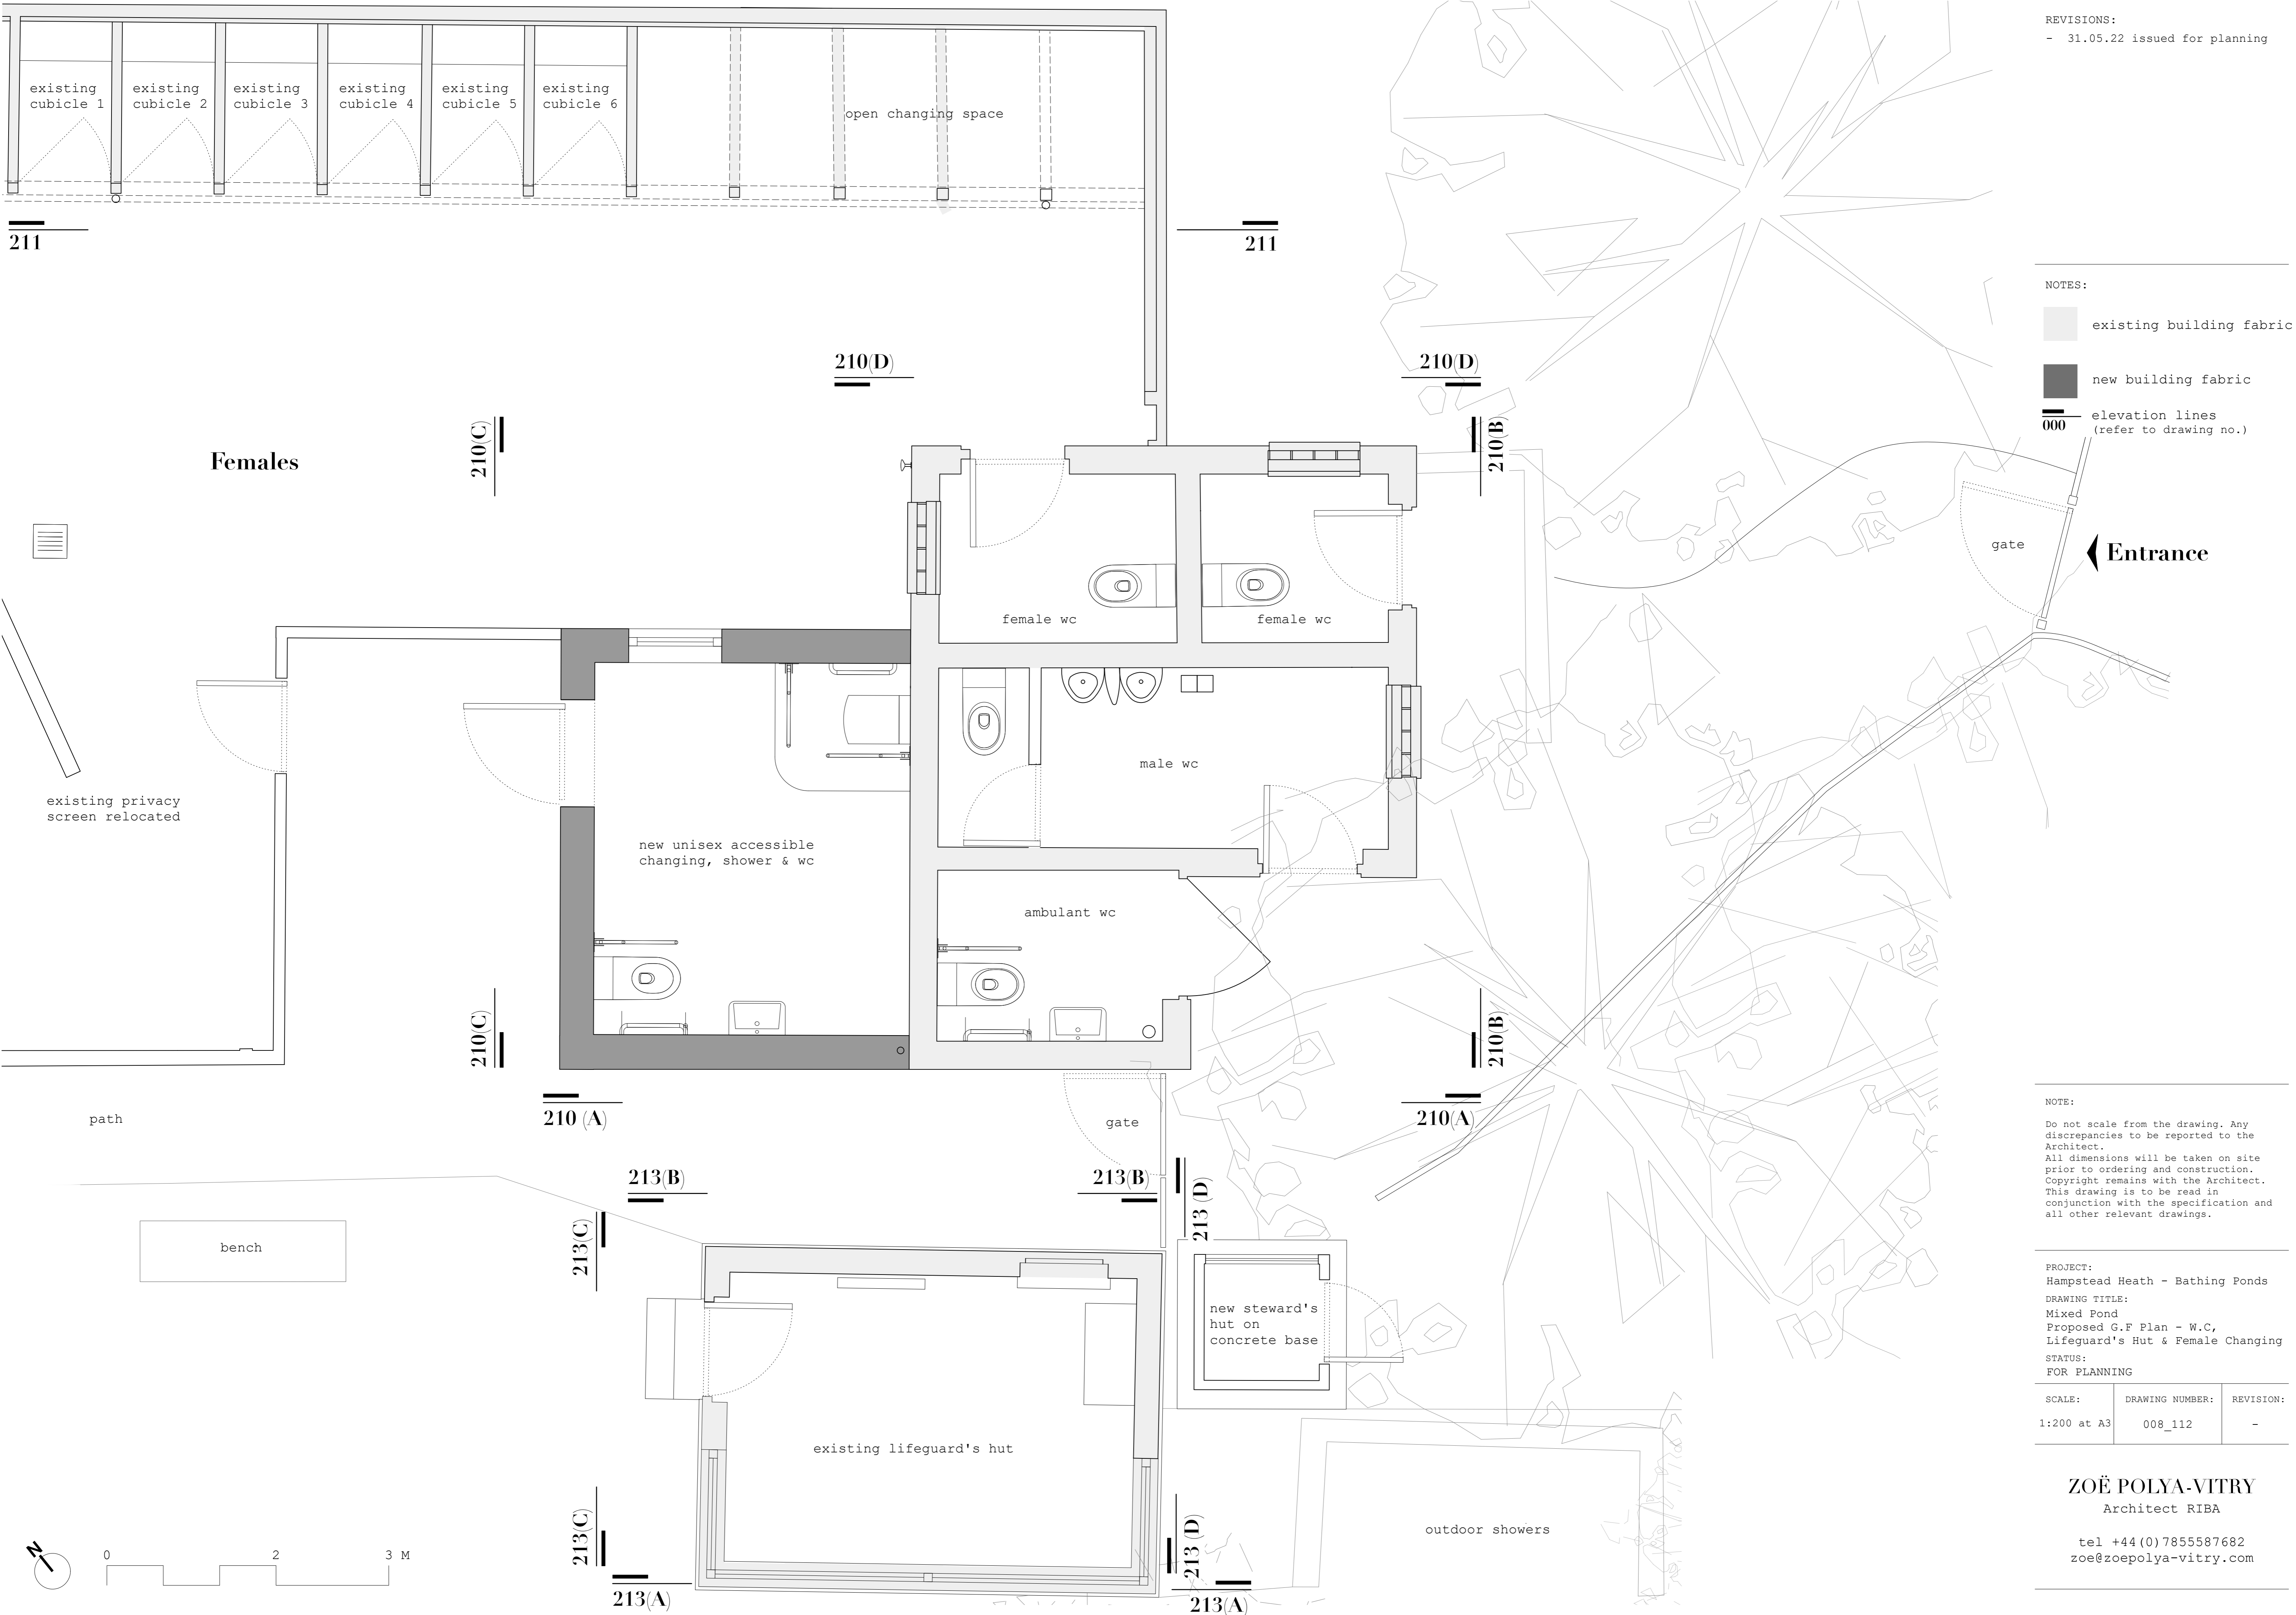 REVISIONS:
- 31.05.22 issued for planning
existing
cubicle 1
existing
cubicle 2
existing
cubicle 3
existing
cubicle 4
existing
cubicle 5
existing
cubicle 6
open changing space
211
211
NOTES:
existing building fabric
new building fabric
000
elevation lines
(refer to drawing no.)
210(D)
210(D)
210(C)
210(B)
Females
gate
Entrance
female wc
female wc
male wc
existing privacy
screen relocated
new unisex accessible
changing, shower & wc
ambulant wc
210(C)
210(B)
210 (A)
210(A)
path
gate
213(B)
213(B)
213(C)
213 (D)
bench
new steward's
hut on
concrete base
existing lifeguard's hut
outdoor showers
213(C)
213 (D)
213(A)
213(A)
N
0
2
3 M
NOTE:
Do not scale from the drawing. Any
discrepancies to be reported to the
Architect.
All dimensions will be taken on site
prior to ordering and construction.
Copyright remains with the Architect.
This drawing is to be read in
conjunction with the specification and
all other relevant drawings.
PROJECT:
Hampstead Heath - Bathing Ponds
DRAWING TITLE:
Mixed Pond
Proposed G.F Plan - W.C,
Lifeguard's Hut & Female Changing
STATUS:
FOR PLANNING
SCALE:
1:200 at A3
DRAWING NUMBER:
008_112
REVISION:
-
ZOË POLYA-VITRY
Architect RIBA
tel +44(0)7855587682
zoe@zoepolya-vitry.com